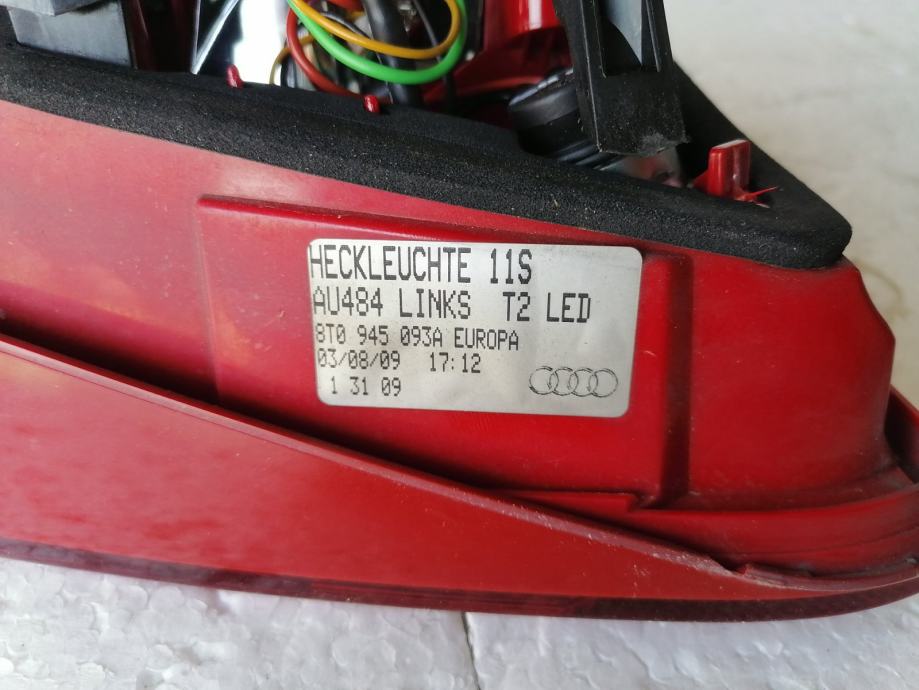 HECKLEUCHTE 11S
AU484 LINKS T2 LED
8T0 945 093A EUROPA
03/08/09 17:12
1 31 09